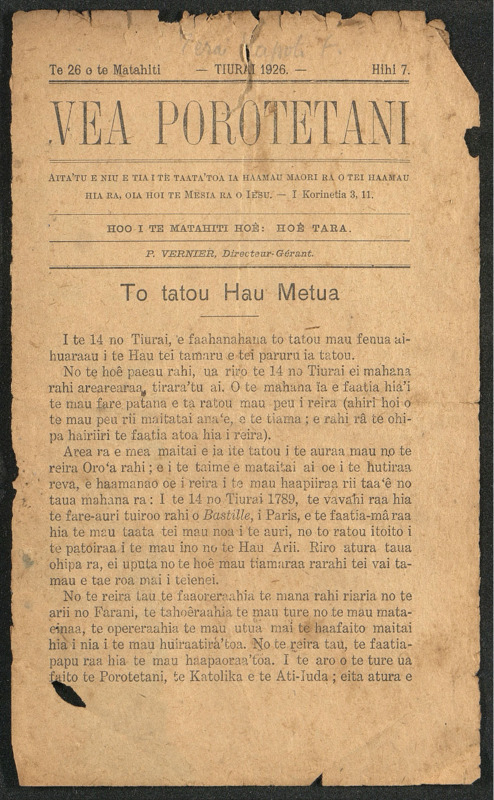 Te 26 o te Matahiti — TIURAI 1926. — Hihi 7.
VEA POROTETANI
AITA'TU E NIU E TIA I TE TAATA'TOA IA HAAMAU MAORI RA O TEI HAAMAU
HIA RA, OIA HOI TE MESIA RA O IESU. — I Korinetia 3, 11.
HOO I TE MATAHITI HOÊ: HOÊ TARA.
P. VERNIER, Directeur-Gérant.
To tatou Hau Metua
I te 14 no Tiurai, e faahanahana to tatou mau fenua ai-
huaraau i te Hau tei tamaru e tei paruru ia tatou.
No te hoê paeau rahi, ua riro te 14 no Tiurai ei mahana
rahi arearearaa, tirara'tu ai. O te mahana ia e faatia hia'i
te mau fare patana e ta ratou mau peu i reira (ahiri hoi o
te mau peu rii maitatai ana'e, e te tiama ; e rahi râ te ohi-
pa hairiiri te faatia atoa hia i reira).
Area ra e mea maitai e ia ite tatou i te auraa mau no te
reira Oro'a rahi ; e i te taime e mataitai ai oe i te hutiraa
reva, e haamanao oe i reira i te mau haapiiraa rii taa'ê no
taua mahana ra : I te 14 no Tiurai 1789, te vavahi raa hia
te fare-auri tuiroo rahi o Bastille, i Paris, e te faatia-mâ raa
hia te mau taata tei mau noa i te auri, no to ratou itoito i
te patoiraa i te mau ino no te Hau Arii. Riro atura taua
ohipa ra, ei uputa no te hoê mau tiamaraa rarahi tei vai ta-
mau e tae roa mai i teienei.
No te reira tau te faaoreraahia te mana rahi riaria no te
arii no Farani, te tahoêraahia te mau ture no te mau mata-
einaa, te opereraahia te mau utua mai te haafaito maitai
hia i nia i te mau huiraatirâ'toa. No te reira tau, te faatia-
papu raa hia te mau haapaoraa'toa. I te aro o te ture ua
faito te Porotetani, te Katolika e te Ati-Iuda ; eita atura e